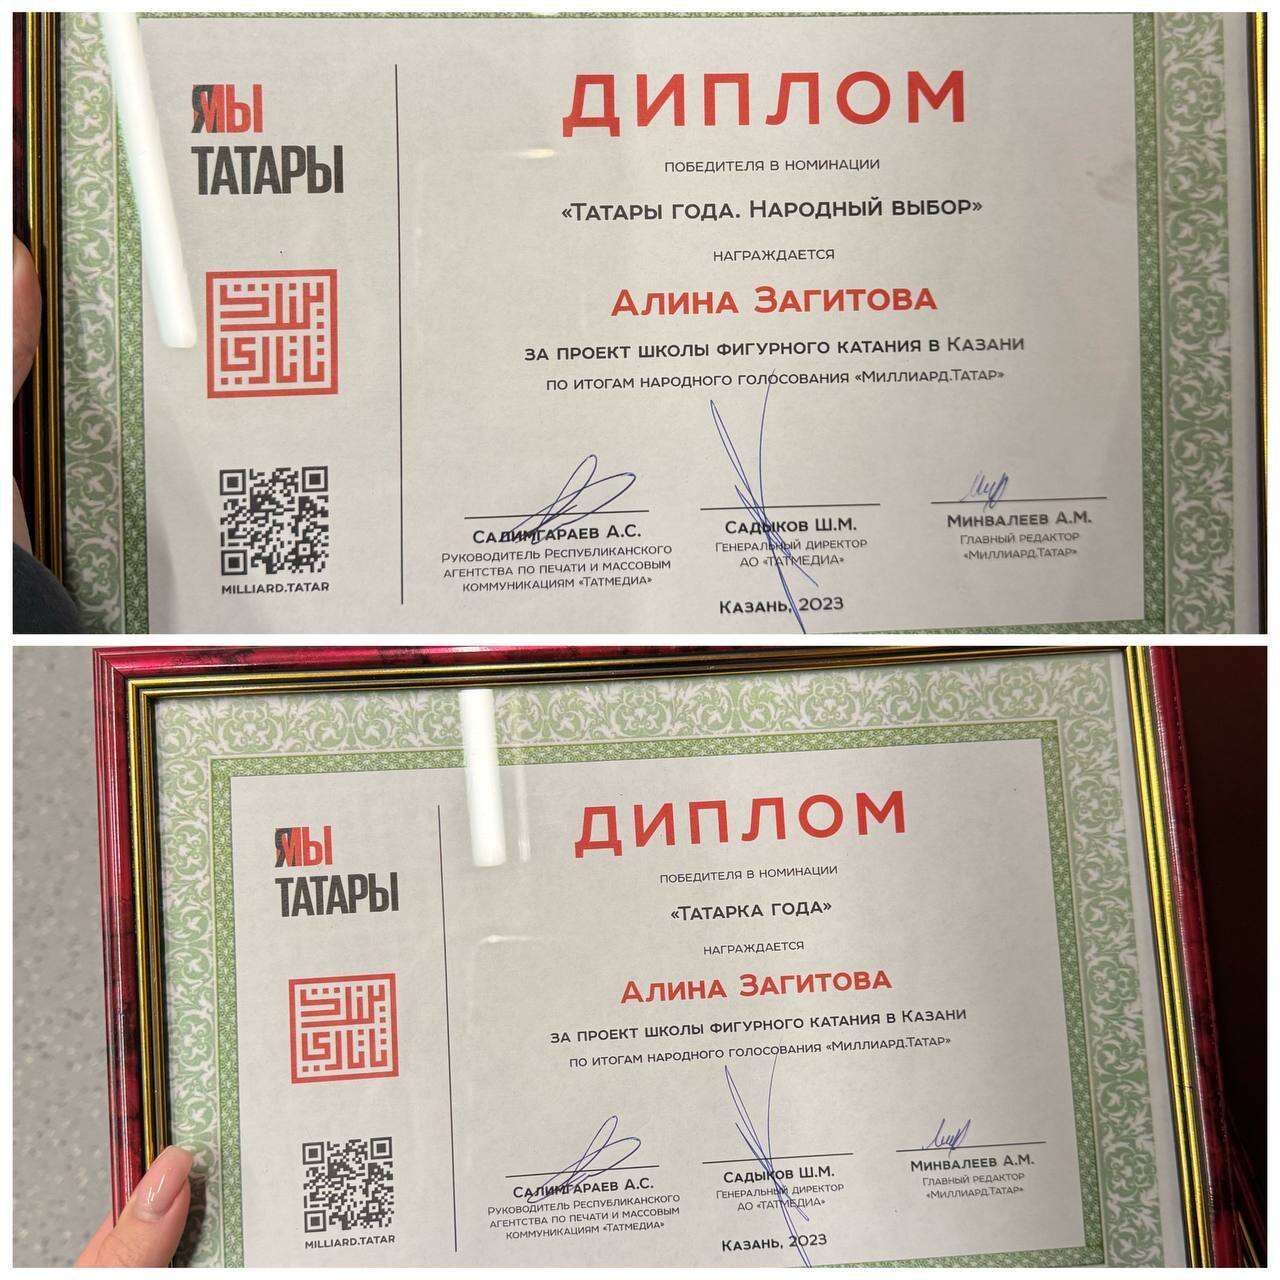 ЯМЫ
ТАТАРЫ
MILLIARD.TATAR
ДИПЛОМ
ПОБЕДИТЕЛЯ В НОМИНАЦИИ
«ТАТАРЫ ГОДА. НАРОДНЫЙ ВЫБОР»
НАГРАЖДАЕТСЯ
АЛИНА ЗАГИТОВА
ЗА ПРОЕКТ ШКОЛЫ ФИГУРНОГО КАТАНИЯ В КАЗАНИ
ПО ИТОГАМ НАРОДНОГО ГОЛОСОВАНИЯ «МИЛЛИАРД.ТАТАР»
САЛИМГАРАЕВ А.С.
РУКОВОДИТЕЛЬ РЕСПУБЛИКАНСКОГО
АГЕНТСТВА ПО ПЕЧАТИ И МАССОВЫМ
КОММУНИКАЦИЯМ «ТАТМЕДИА»
САДЫКОВ Ш.М.
ГЕНЕРАЛЬНЫЙ ДИРЕКТОР
АО «ТАТМЕДИА»
МИНВАЛЕЕВ А.М.
ГЛАВНЫЙ РЕДАКТОР
«МИЛЛИАРД.ТАТАР»
КАЗАНЬ, 2023
ЯМЫ
ТАТАРЫ
MILLIARD.TATAR
ДИПЛОМ
ПОБЕДИТЕЛЯ В НОМИНАЦИИ
«ТАТАРКА ГОДА»
НАГРАЖДАЕТСЯ
АЛИНА ЗАГИТОВА
ЗА ПРОЕКТ ШКОЛЫ ФИГУРНОГО КАТАНИЯ В КАЗАНИ
ПО ИТОГАМ НАРОДНОГО ГОЛОСОВАНИЯ «МИЛЛИАРД.ТАТАР»
САЛИМГАРАЕВ А.С.
РУКОВОДИТЕЛЬ РЕСПУБЛИКАНСКОГО
АГЕНТСТВА ПО ПЕЧАТИ И МАССОВЫМ
КОММУНИКАЦИЯМ «ТАТМЕДИА»
САДЫКОВ Ш.М.
ГЕНЕРАЛЬНЫЙ ДИРЕКТОР
АО «ТАТМЕДИА»
МИНВАЛЕЕВ А.М.
ГЛАВНЫЙ РЕДАКТОР
«МИЛЛИАРД.ТАТАР»
КАЗАНЬ, 2023